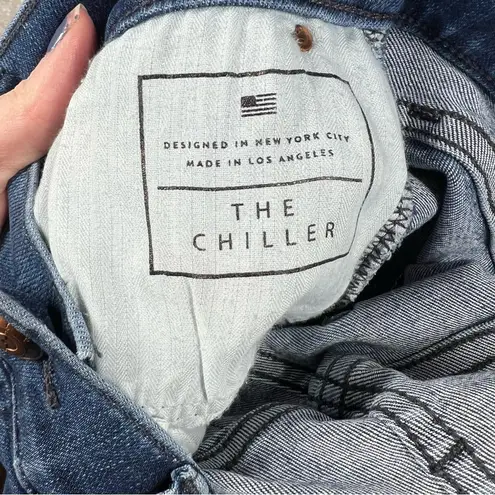 DESIGNED IN NEW YORK CITY
MADE IN LOS ANGELES
THE
CHILLER